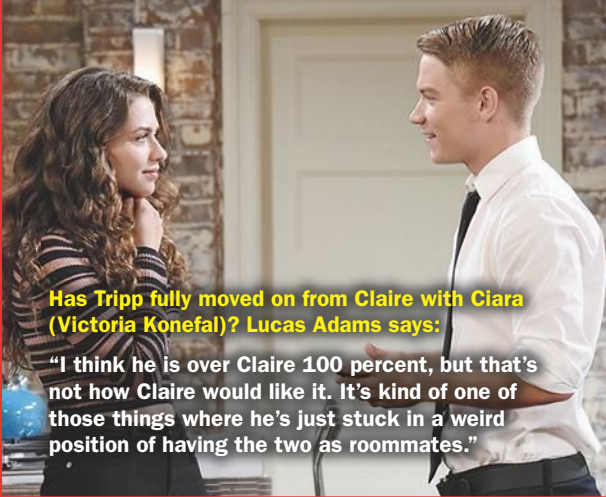 Has Tripp fully moved on from Claire with Ciara
(Victoria Konefal)? Lucas Adams says:
“I think he is over Claire 100 percent, but that’s
not how Claire would like it. It’s kind of one of
those things where he’s just stuck in a weird
position of having the two as roommates.”